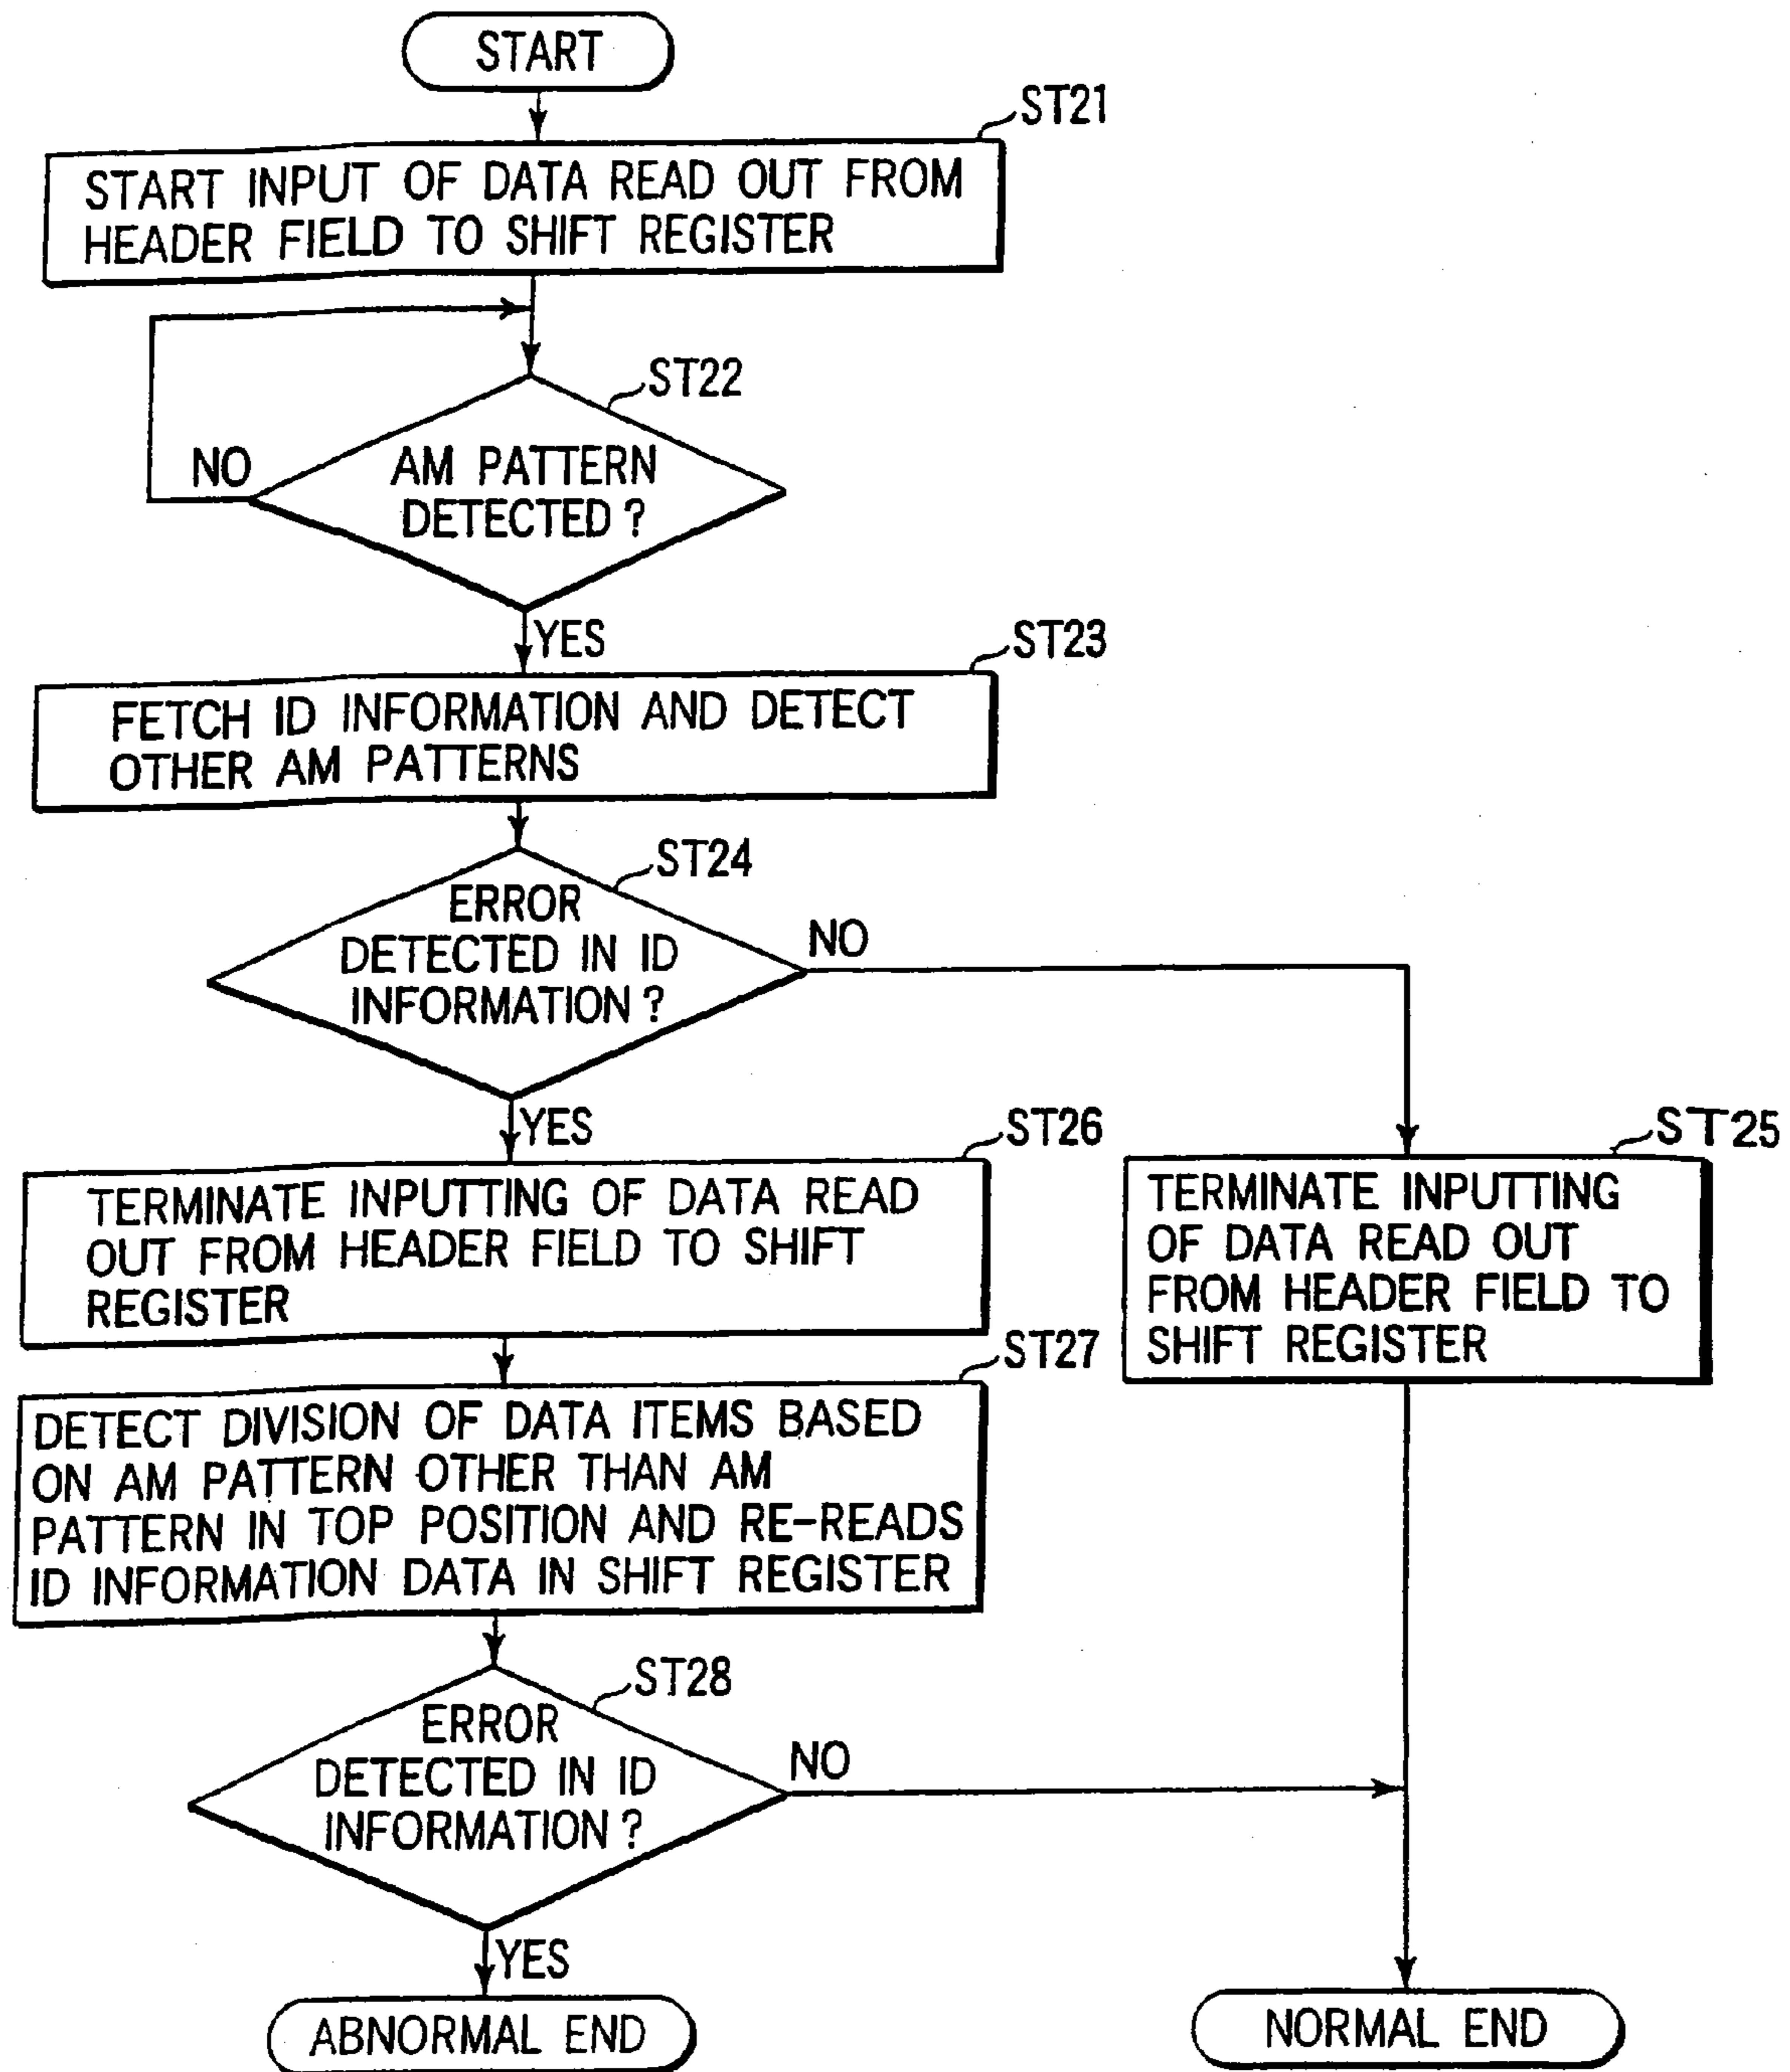 START
ST21
START INPUT OF DATA READ OUT FROM
HEADER FIELD TO SHIFT REGISTER
ST22
AM PATTERN
DETECTED ?
NO
YES
ST23
FETCH ID INFORMATION AND DETECT
OTHER AM PATTERNS
ST24
ERROR
DETECTED IN ID
INFORMATION ?
NO
YES
ST26
TERMINATE INPUTTING OF DATA READ
OUT FROM HEADER FIELD TO SHIFT
REGISTER
ST25
TERMINATE INPUTTING
OF DATA READ OUT
FROM HEADER FIELD TO
SHIFT REGISTER
ST27
DETECT DIVISION OF DATA ITEMS BASED
ON AM PATTERN OTHER THAN AM
PATTERN IN TOP POSITION AND RE-READS
ID INFORMATION DATA IN SHIFT REGISTER
ST28
ERROR
DETECTED IN ID
INFORMATION ?
NO
YES
ABNORMAL END
NORMAL END